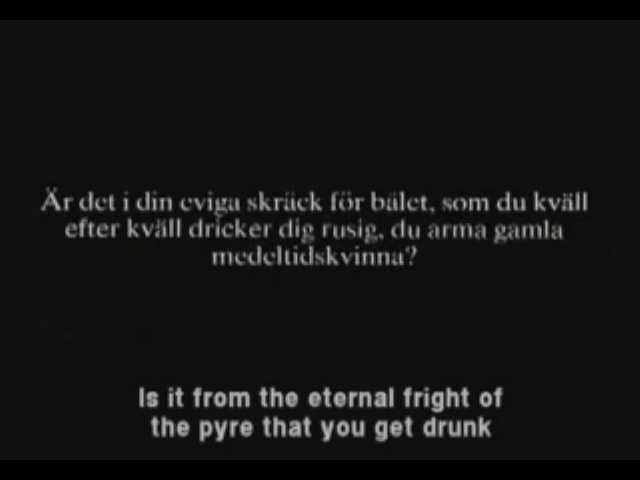 Är det i din eviga skräck för bålet, som du kväll
efter kväll dricker dig rusig, du arma gamla
medeltidskvinna?
Is it from the eternal fright of
the pyre that you get drunk